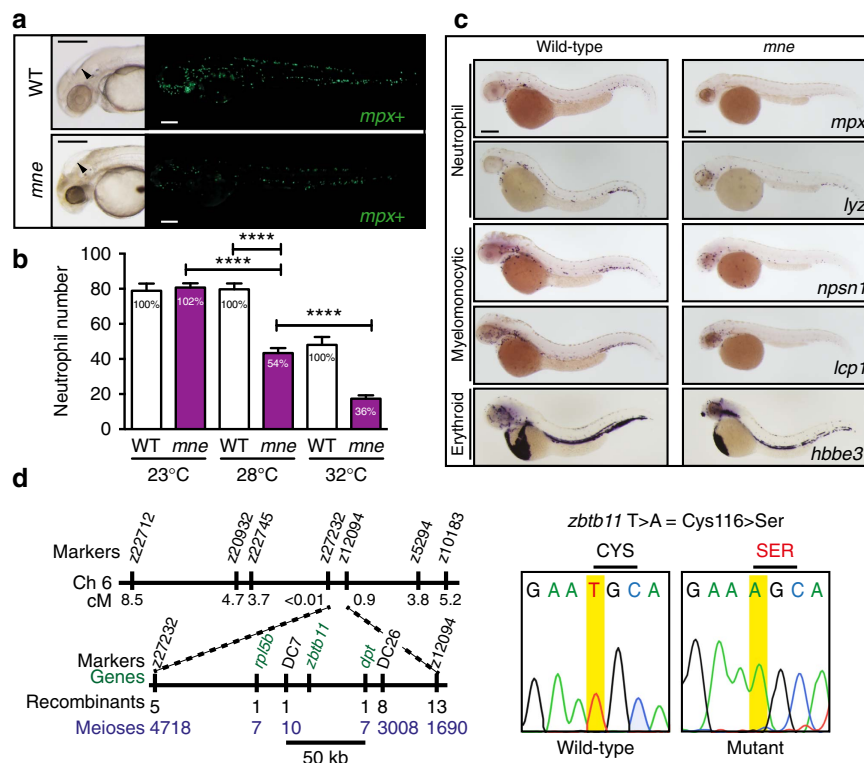 a
WT
mpx+
mne
mpx+
b
****
****
****
Neutrophil number
100
80
60
40
20
0
100%
102%
100%
54%
100%
36%
WT mne WT mne WT mne
23°C 28°C 32°C
c
Wild-type mne
Neutrophil
mpx
lyz
Myelomonocytic
npsn1
lcp1
Erythroid
hbbe3
d
Markers
z22712 z20932 z22745 z27232 z12094 z5294 z10183
Ch 6
cM
8.5 4.7 3.7 <0.01 0.9 3.8 5.2
Markers
Genes
z27232 rpl5b DC7 zbtb11 dpt DC26 z12094
Recombinants
5 1 1 1 8 13
Meioses 4718 7 10 7 3008 1690
50 kb
zbtb11 T>A = Cys116>Ser
CYS SER
G A A T G C A
G A A A G C A
Wild-type Mutant